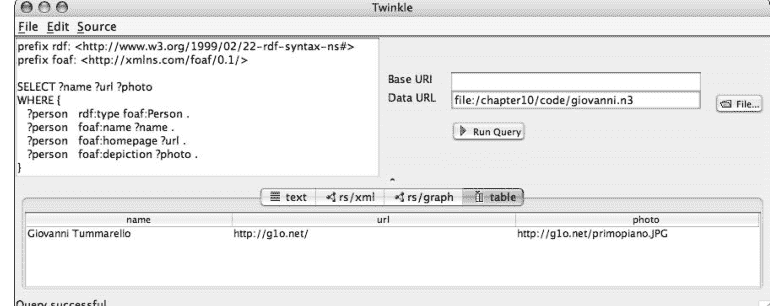 Twinkle
File Edit Source
prefix rdf: <http://www.w3.org/1999/02/22-rdf-syntax-ns#>
prefix foaf: <http://xmlns.com/foaf/0.1/>
SELECT ?name ?url ?photo
WHERE {
?person rdf:type foaf:Person .
?person foaf:name ?name .
?person foaf:homepage ?url .
?person foaf:depiction ?photo .
}
Base URI
Data URL file:/chapter10/code/giovanni.n3 File...
Run Query
text rs/xml rs/graph table
name url photo
Giovanni Tummarello http://g1o.net/ http://g1o.net/primopiano.JPG
Query successful